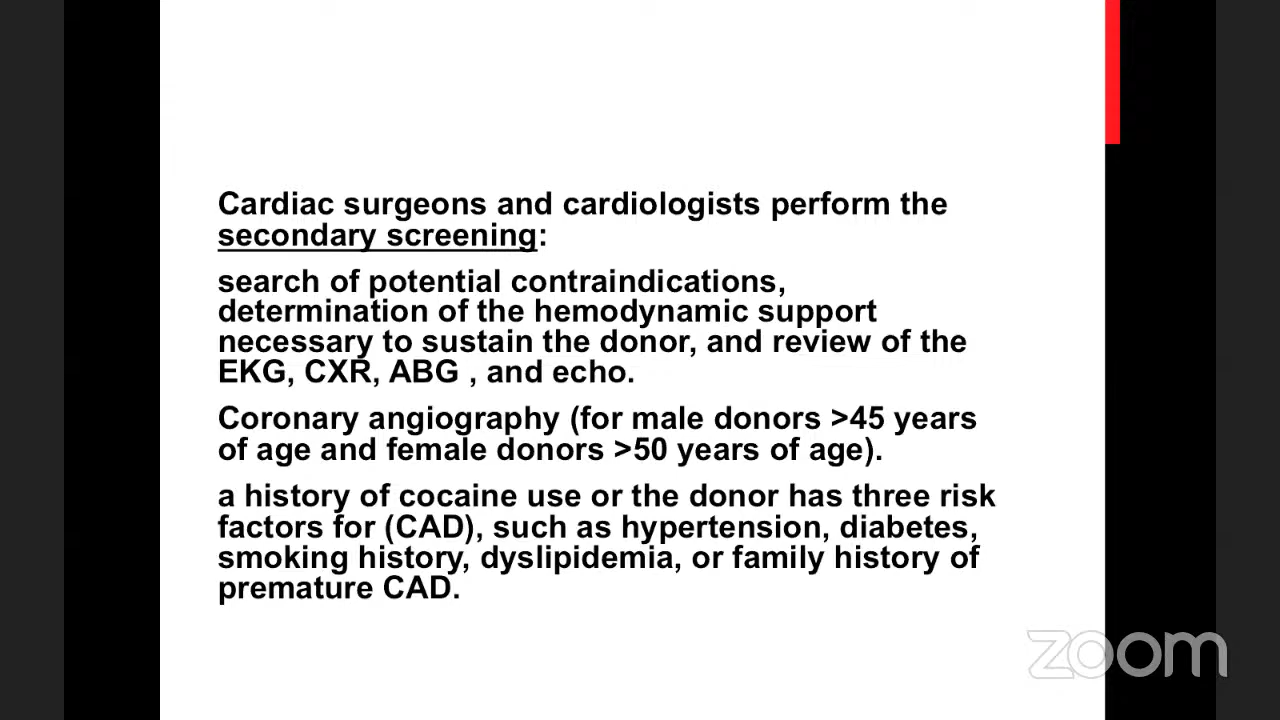 Cardiac surgeons and cardiologists perform the
secondary screening:
search of potential contraindications,
determination of the hemodynamic support
necessary to sustain the donor, and review of the
EKG, CXR, ABG , and echo.
Coronary angiography (for male donors >45 years
of age and female donors >50 years of age).
a history of cocaine use or the donor has three risk
factors for (CAD), such as hypertension, diabetes,
smoking history, dyslipidemia, or family history of
premature CAD.
zoom